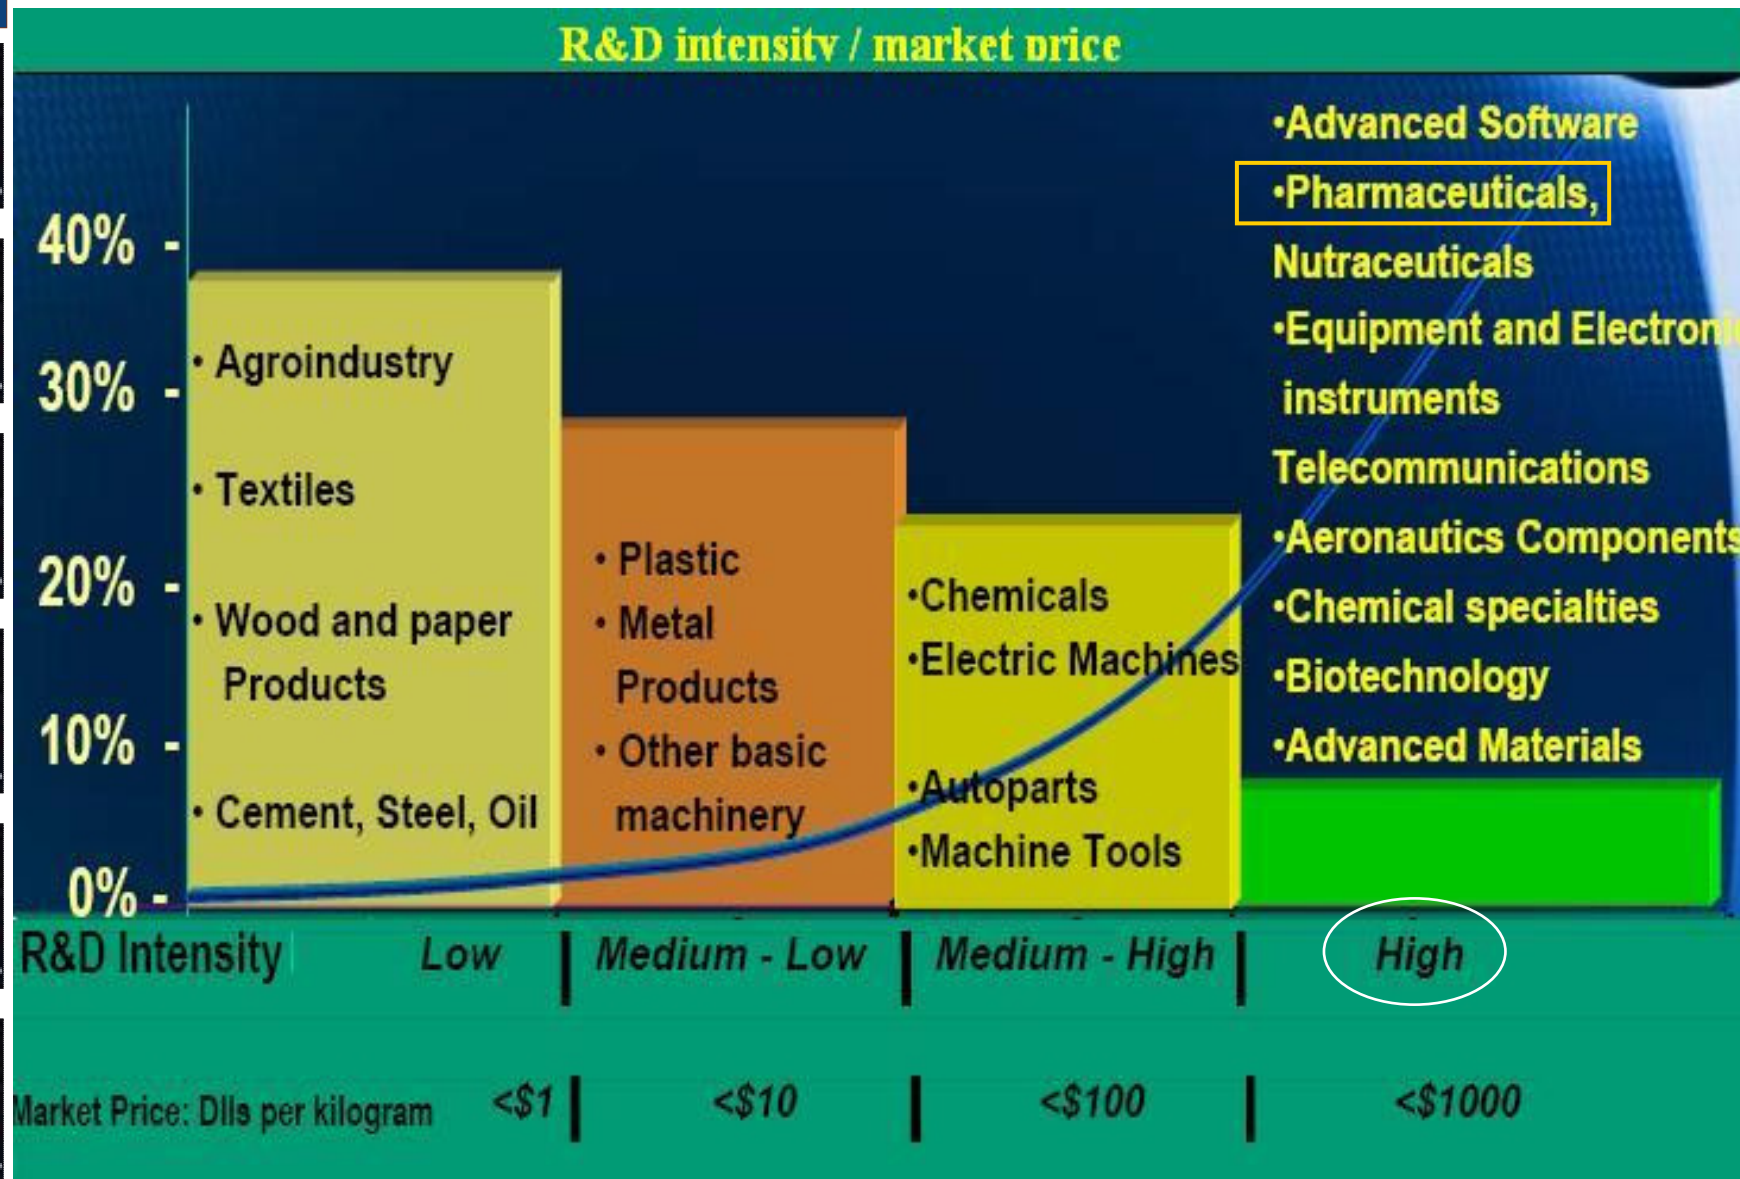 R&D intensity / market price
40% -
30% -
20% -
10% -
0% -
• Agroindustry
• Textiles
• Wood and paper
Products
• Cement, Steel, Oil
• Plastic
• Metal
Products
• Other basic
machinery
•Chemicals
•Electric Machines
•Autoparts
•Machine Tools
•Advanced Software
•Pharmaceuticals,
Nutraceuticals
•Equipment and Electroni
instruments
Telecommunications
•Aeronautics Components
•Chemical specialties
•Biotechnology
•Advanced Materials
R&D Intensity Low Medium - Low Medium - High High
Market Price: Dlls per kilogram <$1 <$10 <$100 <$1000